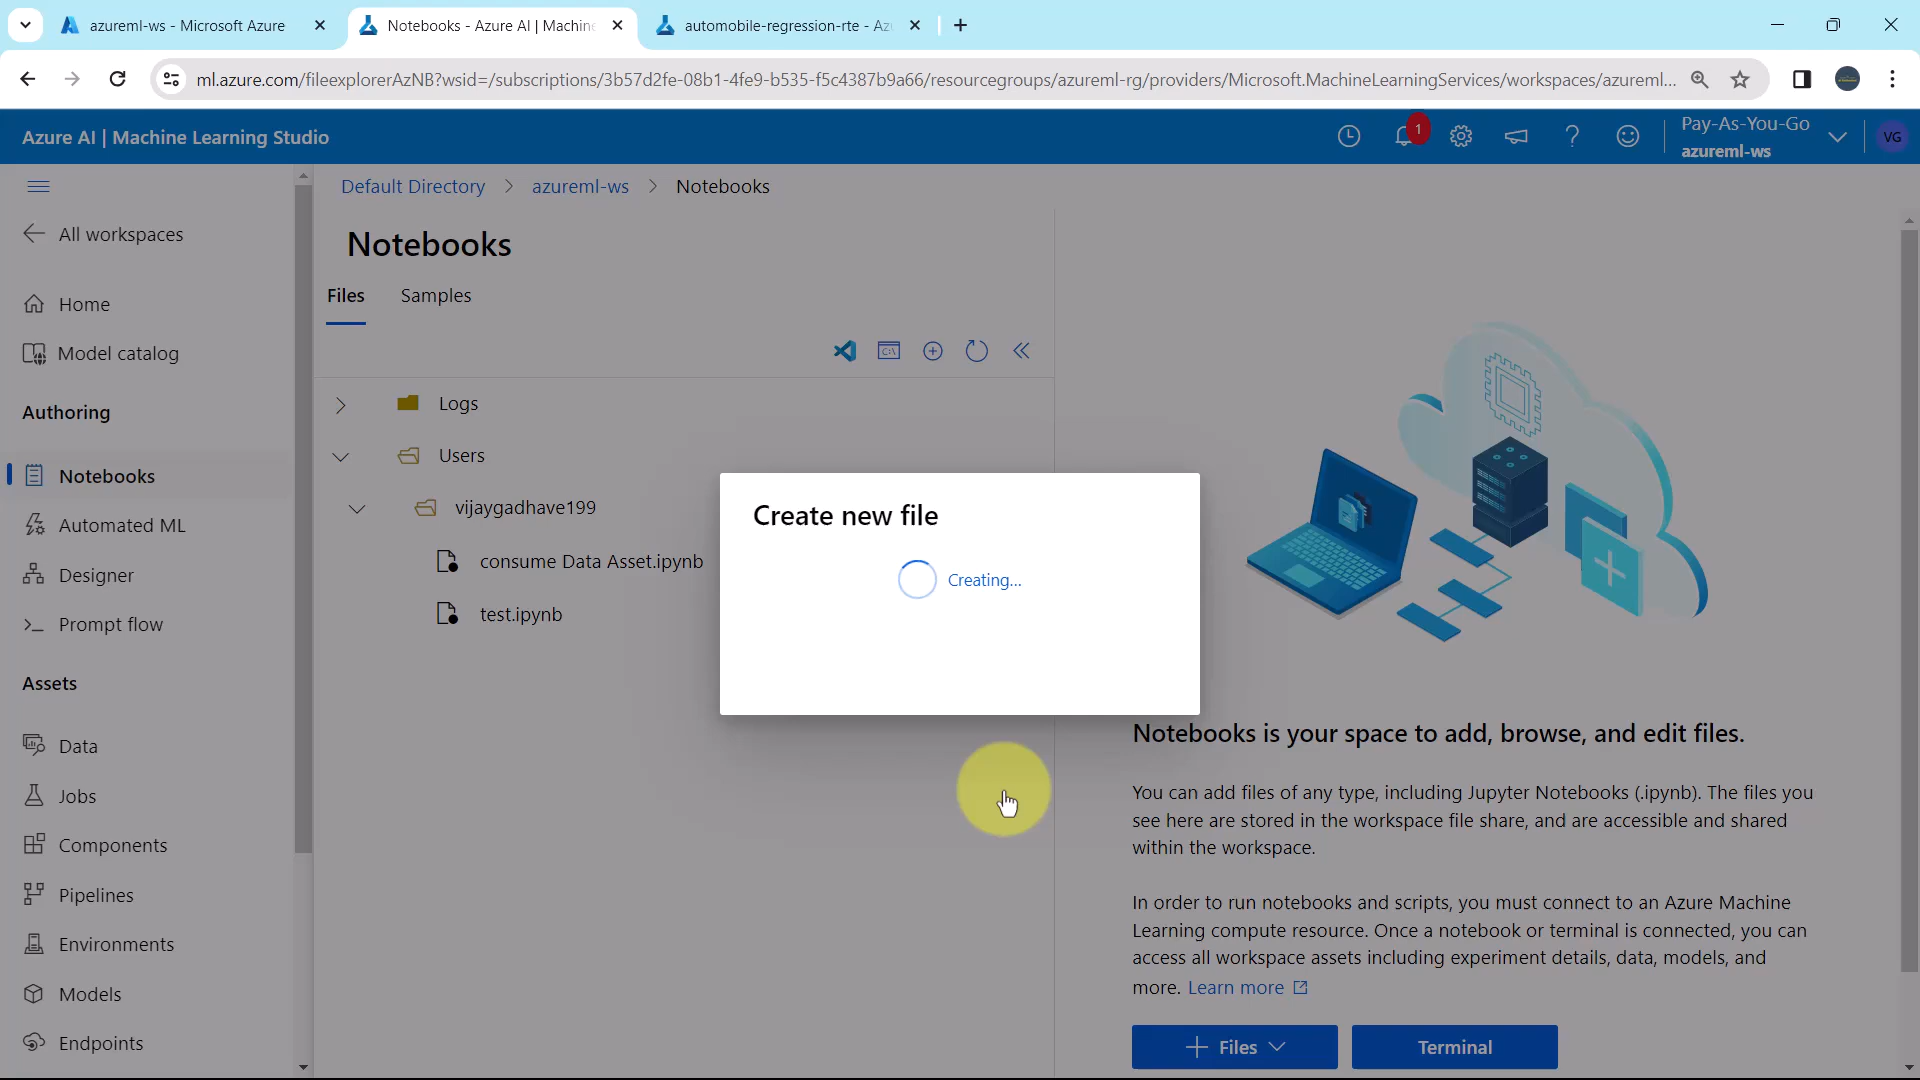 azureml-ws - Microsoft Azure
Notebooks - Azure AI | Machine
automobile-regression-rte - Az
ml.azure.com/fileexplorerAzNB?wsid=/subscriptions/3b57d2fe-08b1-4fe9-b535-f5c4387b9a66/resourcegroups/azureml-rg/providers/Microsoft.MachineLearningServices/workspaces/azureml...
Azure AI | Machine Learning Studio
1
Pay-As-You-Go
azureml-ws
VG
Default Directory > azureml-ws > Notebooks
All workspaces
Home
Model catalog
Authoring
Notebooks
Automated ML
Designer
Prompt flow
Assets
Data
Jobs
Components
Pipelines
Environments
Models
Endpoints
Notebooks
Files
Samples
Logs
Users
vijaygadhave199
consume Data Asset.ipynb
test.ipynb
Create new file
Creating...
Notebooks is your space to add, browse, and edit files.
You can add files of any type, including Jupyter Notebooks (.ipynb). The files you
see here are stored in the workspace file share, and are accessible and shared
within the workspace.
In order to run notebooks and scripts, you must connect to an Azure Machine
Learning compute resource. Once a notebook or terminal is connected, you can
access all workspace assets including experiment details, data, models, and
more. Learn more
Files
Terminal